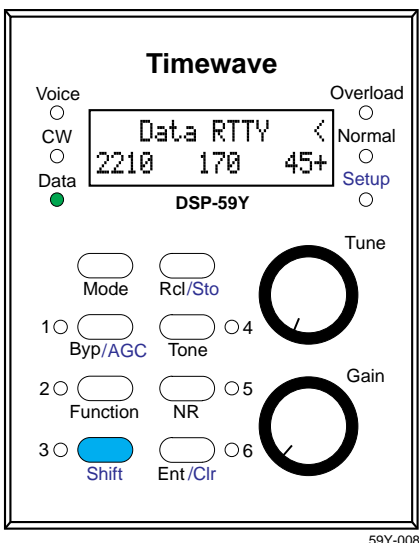 Timewave
Voice
Overload
CW
Data RTTY <
Normal
2210 170 45+
Data
Setup
DSP-59Y
Tune
Mode
Rcl/Sto
1
4
Byp/AGC
Tone
Gain
2
5
Function
NR
3
6
Shift
Ent/Clr
59Y-008